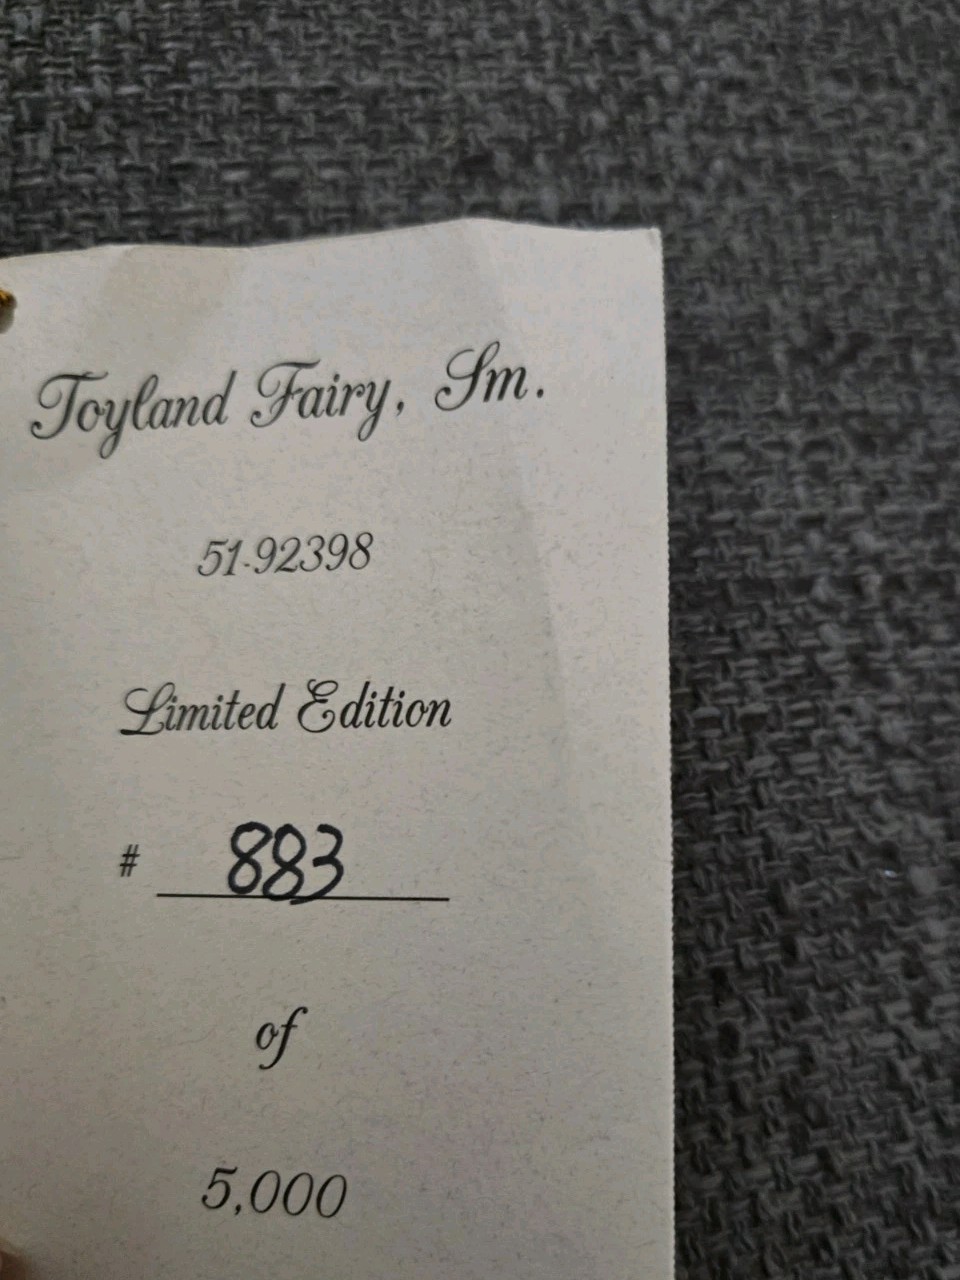 Toyland Fairy, Sm.
51-92398
Limited Edition
# 883
of
5,000